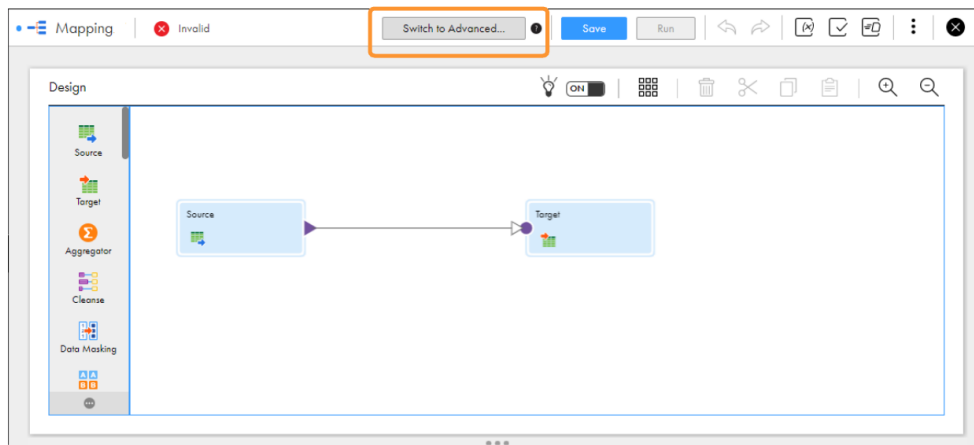 Mapping
Invalid
Switch to Advanced...
?
Save
Run
Design
ON
Source
Target
Aggregator
Cleanse
Data Masking
Source
Target